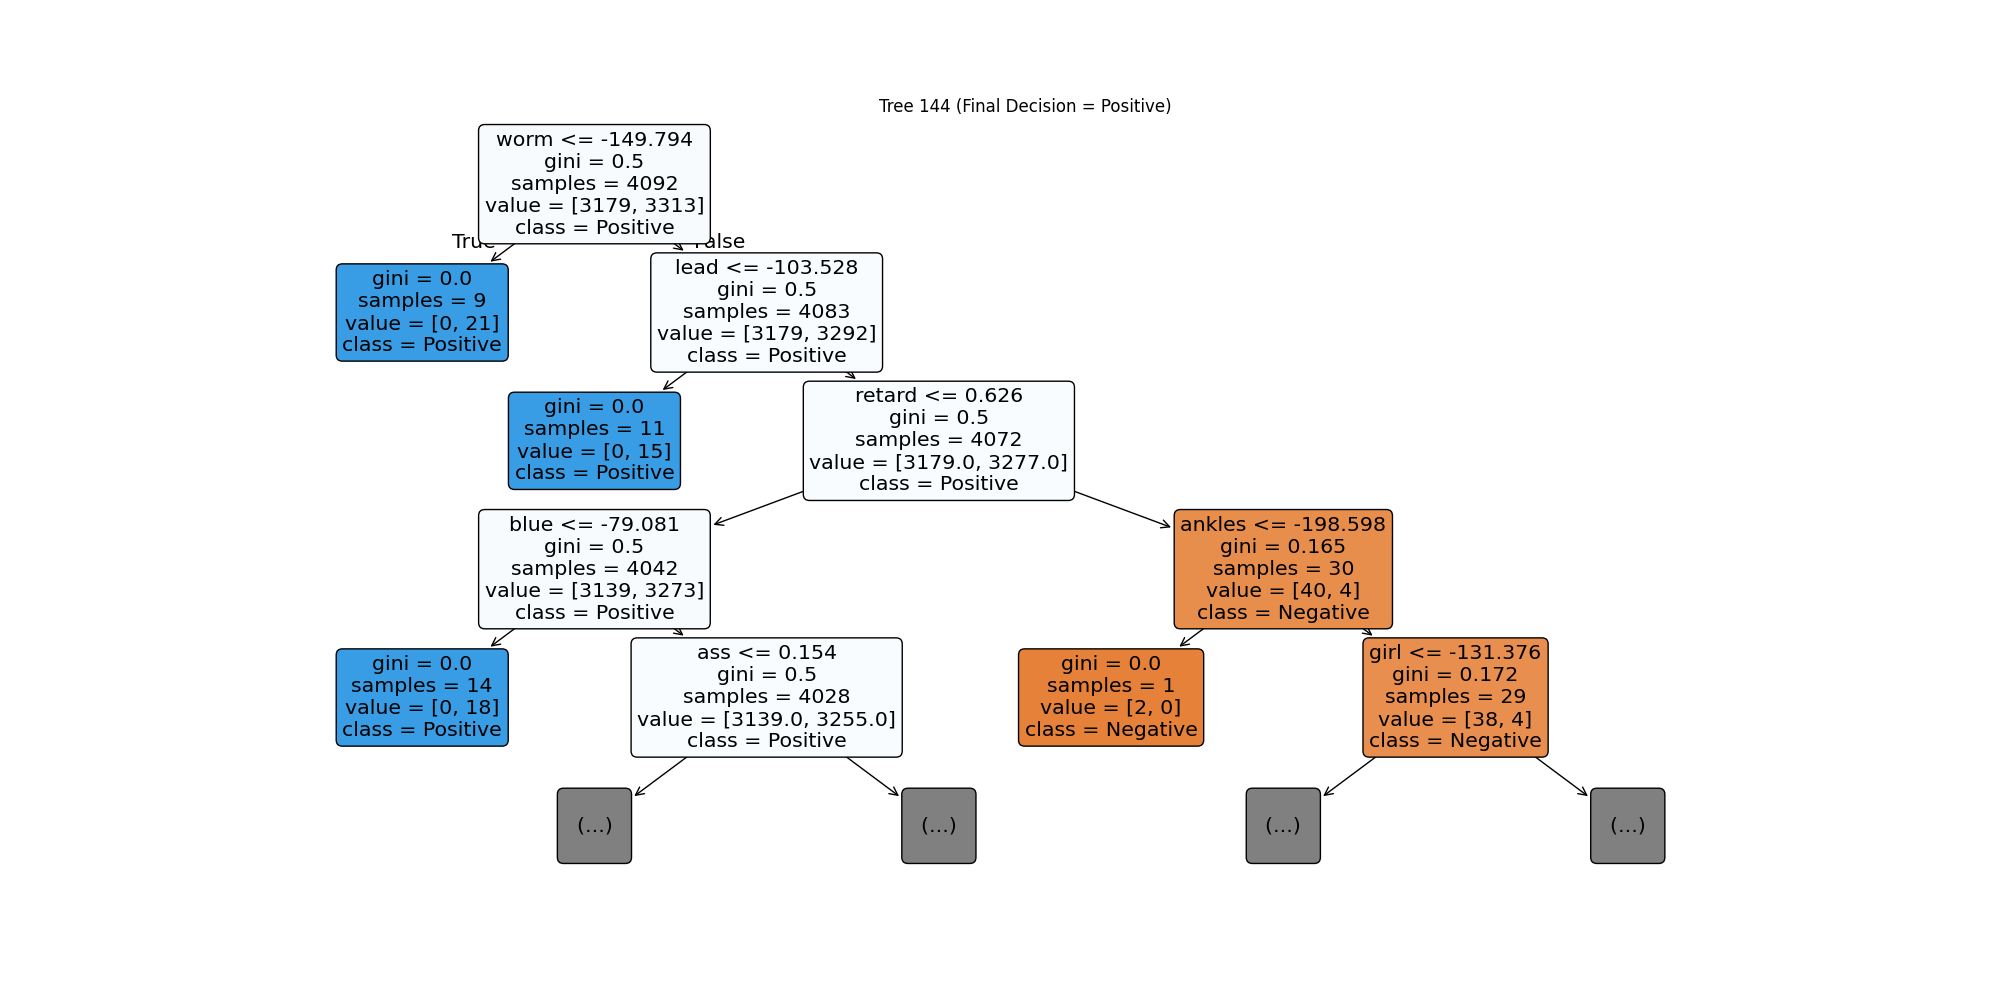 Tree 144 (Final Decision = Positive)
worm <= -149.794
gini = 0.5
samples = 4092
value = [3179, 3313]
class = Positive
True
False
gini = 0.0
samples = 9
value = [0, 21]
class = Positive
lead <= -103.528
gini = 0.5
samples = 4083
value = [3179, 3292]
class = Positive
gini = 0.0
samples = 11
value = [0, 15]
class = Positive
retard <= 0.626
gini = 0.5
samples = 4072
value = [3179.0, 3277.0]
class = Positive
blue <= -79.081
gini = 0.5
samples = 4042
value = [3139, 3273]
class = Positive
ankles <= -198.598
gini = 0.165
samples = 30
value = [40, 4]
class = Negative
gini = 0.0
samples = 14
value = [0, 18]
class = Positive
ass <= 0.154
gini = 0.5
samples = 4028
value = [3139.0, 3255.0]
class = Positive
gini = 0.0
samples = 1
value = [2, 0]
class = Negative
girl <= -131.376
gini = 0.172
samples = 29
value = [38, 4]
class = Negative
(...)
(...)
(...)
(...)